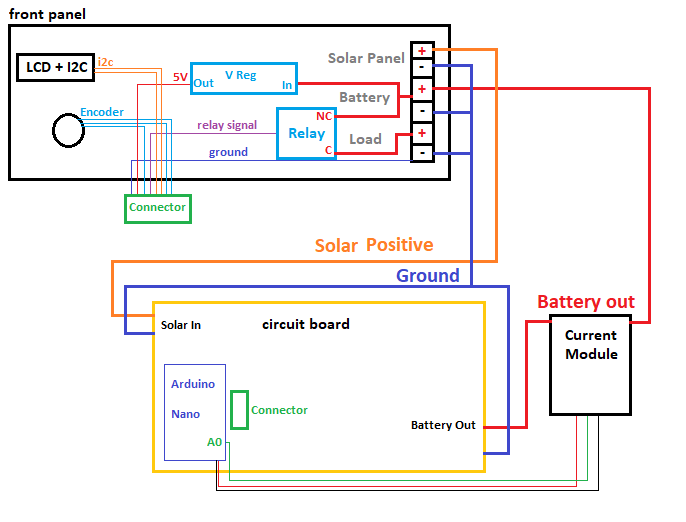 front panel
LCD + I2C
i2c
5V
Out
V Reg
In
Solar Panel
+
-
Battery
+
-
Load
+
-
Encoder
relay signal
NC
Relay
C
ground
Connector
Solar Positive
Ground
Battery out
Solar In
circuit board
Current
Module
Arduino
Nano
A0
Connector
Battery Out